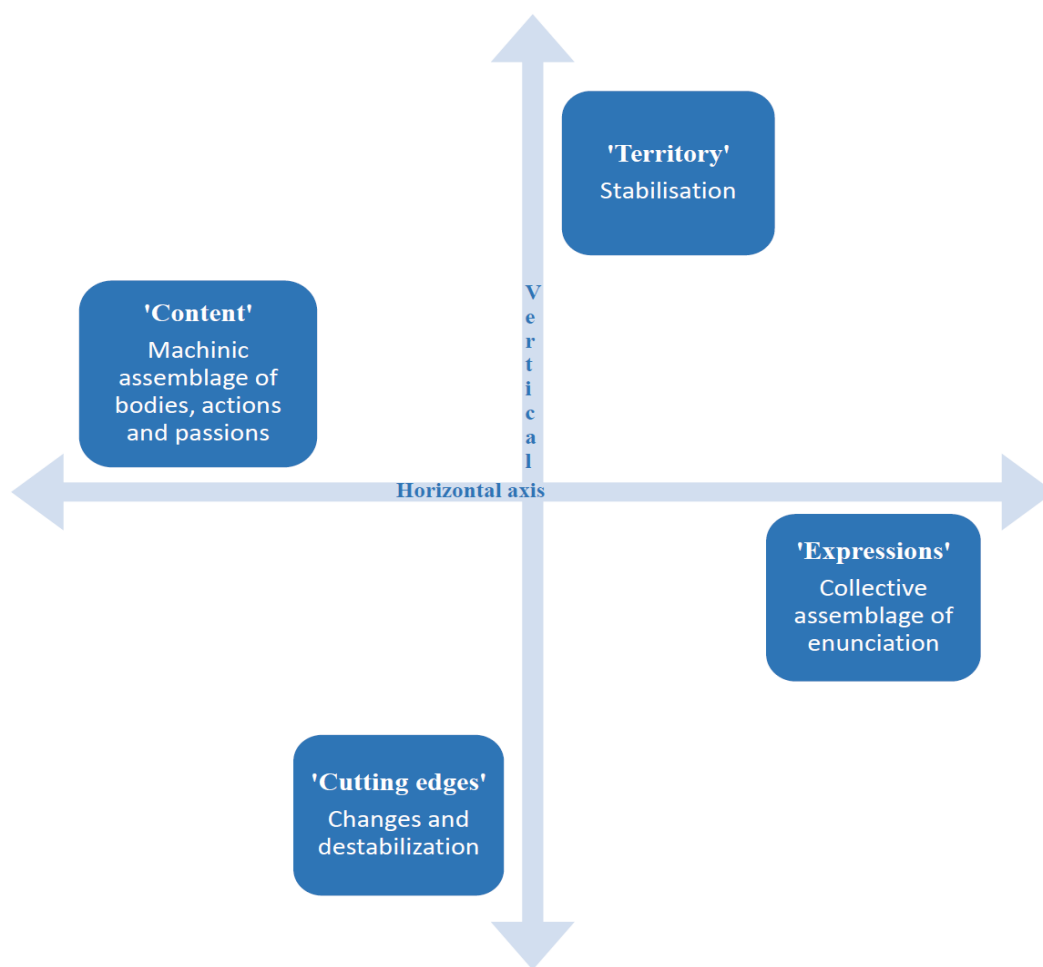 'Territory'
Stabilisation
'Content'
Machinic
assemblage of
bodies, actions
and passions
Vertical
Horizontal axis
'Expressions'
Collective
assemblage of
enunciation
'Cutting edges'
Changes and
destabilization